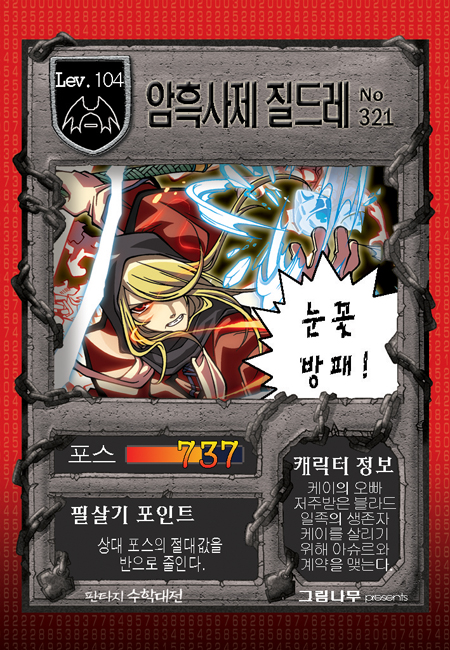 Lev. 104
암흑사제 질드레
No
321
눈꽃
방패!
포스 737
필살기 포인트
상대 포스의 절대값을
반으로 줄인다.
캐릭터 정보
케이의 오빠
저주받은 블라드
일족의 생존자
케이를 살리기
위해 아슈르와
계약을 맺는다.
판타지 수학대전
그림나무 presents